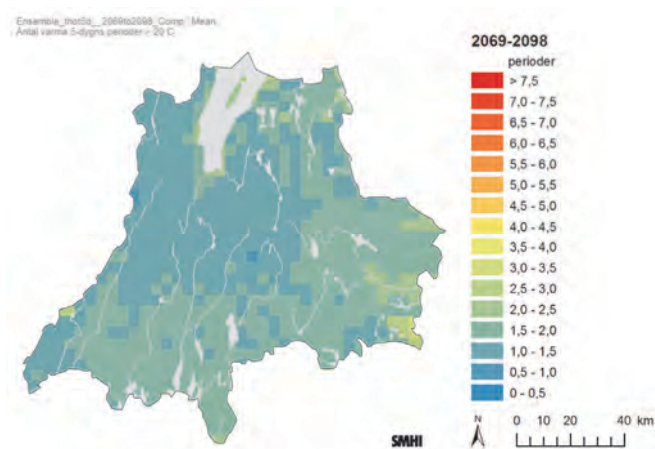 Ensemble_thot5d__2069to2098_Comp_ Mean.
Antal varma 5-dygns perioder > 20 C
2069-2098
perioder
> 7,5
7,0 - 7,5
6,5 - 7,0
6,0 - 6,5
5,5 - 6,0
5,0 - 5,5
4,5 - 5,0
4,0 - 4,5
3,5 - 4,0
3,0 - 3,5
2,5 - 3,0
2,0 - 2,5
1,5 - 2,0
1,0 - 1,5
0,5 - 1,0
0 - 0,5
SMHI
N
0 10 20 40 km